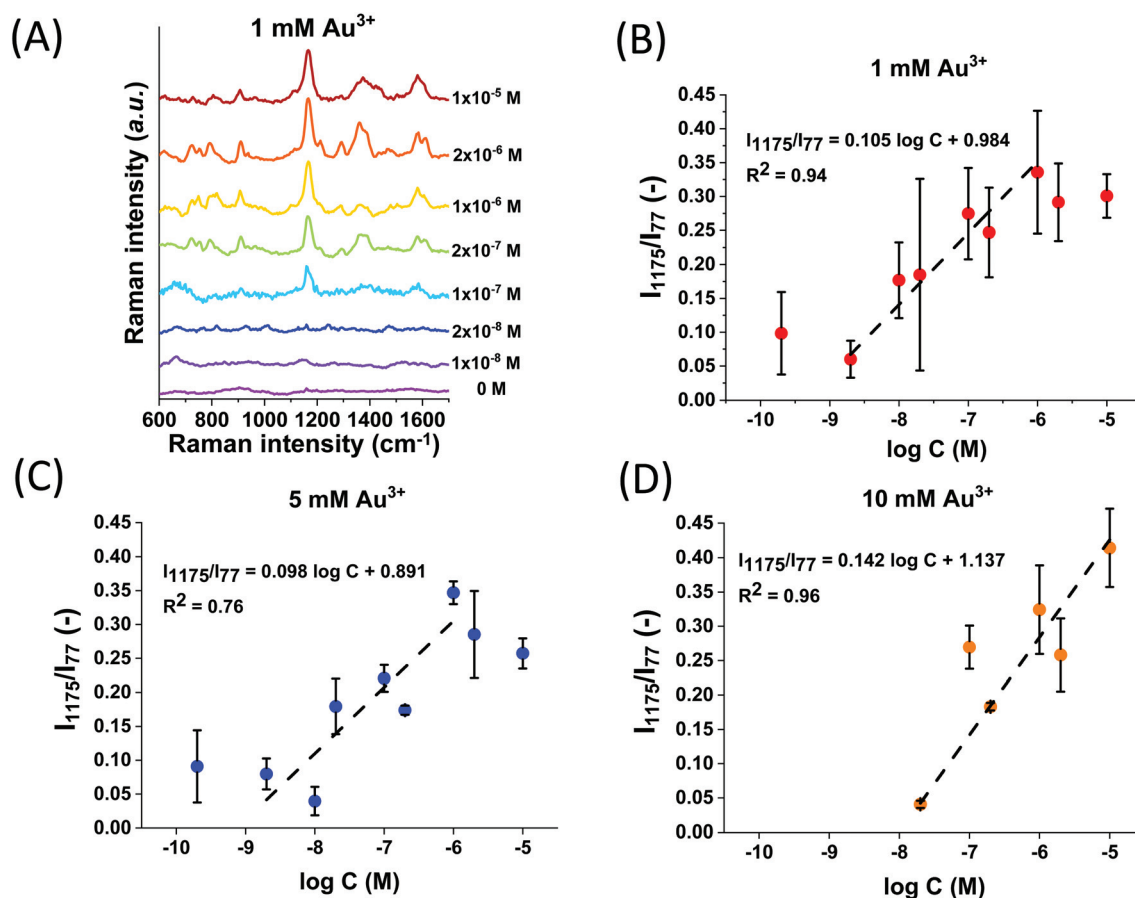 (A)
1 mM Au³⁺
Raman intensity (a.u.)
1x10⁻⁵ M
2x10⁻⁶ M
1x10⁻⁶ M
2x10⁻⁷ M
1x10⁻⁷ M
2x10⁻⁸ M
1x10⁻⁸ M
0 M
600 800 1000 1200 1400 1600
Raman intensity (cm⁻¹)
(B)
1 mM Au³⁺
I₁₁₇₅/I₇₇ = 0.105 log C + 0.984
R² = 0.94
I₁₁₇₅/I₇₇ (-)
0.45
0.40
0.35
0.30
0.25
0.20
0.15
0.10
0.05
0.00
-10 -9 -8 -7 -6 -5
log C (M)
(C)
5 mM Au³⁺
I₁₁₇₅/I₇₇ = 0.098 log C + 0.891
R² = 0.76
I₁₁₇₅/I₇₇ (-)
0.45
0.40
0.35
0.30
0.25
0.20
0.15
0.10
0.05
0.00
-10 -9 -8 -7 -6 -5
log C (M)
(D)
10 mM Au³⁺
I₁₁₇₅/I₇₇ = 0.142 log C + 1.137
R² = 0.96
I₁₁₇₅/I₇₇ (-)
0.45
0.40
0.35
0.30
0.25
0.20
0.15
0.10
0.05
0.00
-10 -9 -8 -7 -6 -5
log C (M)